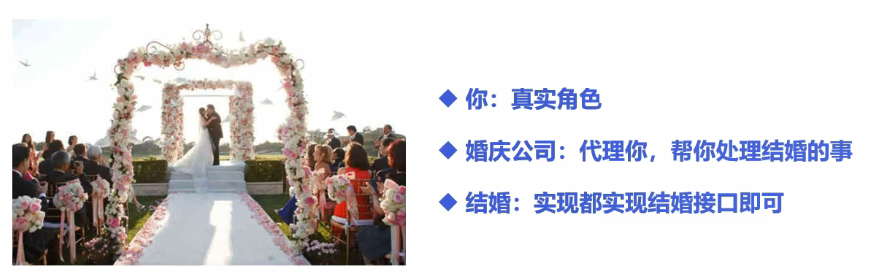 ◆ 你：真实角色
◆ 婚庆公司：代理你，帮你处理结婚的事
◆ 结婚：实现都实现结婚接口即可